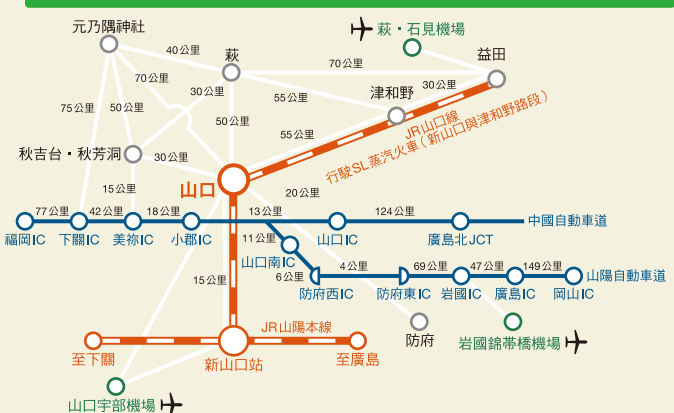 元乃隅神社
萩・石見機場
益田
40公里
萩
70公里
70公里
30公里
津和野
75公里
50公里
30公里
55公里
50公里
55公里
JR山口線
行駛SL蒸汽火車（新山口與津和野路段）
秋吉台・秋芳洞
30公里
山口
20公里
15公里
77公里
42公里
18公里
13公里
124公里
中國自動車道
福岡IC
下關IC
美祢IC
小郡IC
11公里
山口IC
廣島北JCT
山口南IC
15公里
6公里
4公里
69公里
47公里
149公里
山陽自動車道
防府西IC
防府東IC
岩國IC
廣島IC
岡山IC
JR山陽本線
至下關
新山口站
至廣島
防府
岩國錦帶橋機場
山口宇部機場